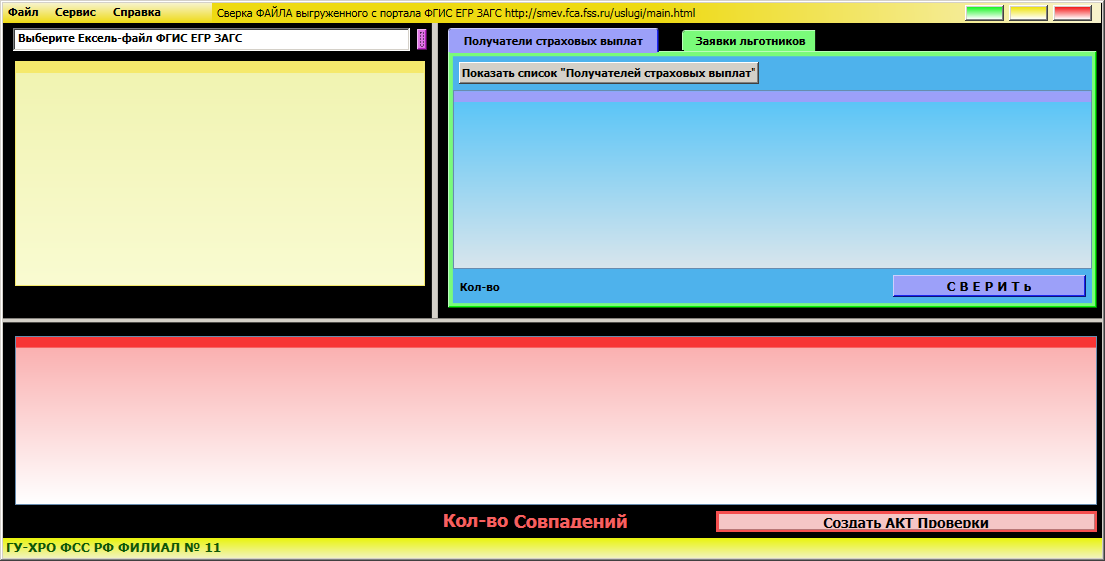 Файл Сервис Справка Сверка ФАЙЛА выгруженного с портала ФГИС ЕГР ЗАГС http://smev.fca.fss.ru/uslugi/main.html
Выберите Ексель-файл ФГИС ЕГР ЗАГС
Получатели страховых выплат Заявки льготников
Показать список "Получателей страховых выплат"
Кол-во С В Е Р И Т Ь
Кол-во Совпадений Создать АКТ Проверки
ГУ-ХРО ФСС РФ ФИЛИАЛ № 11